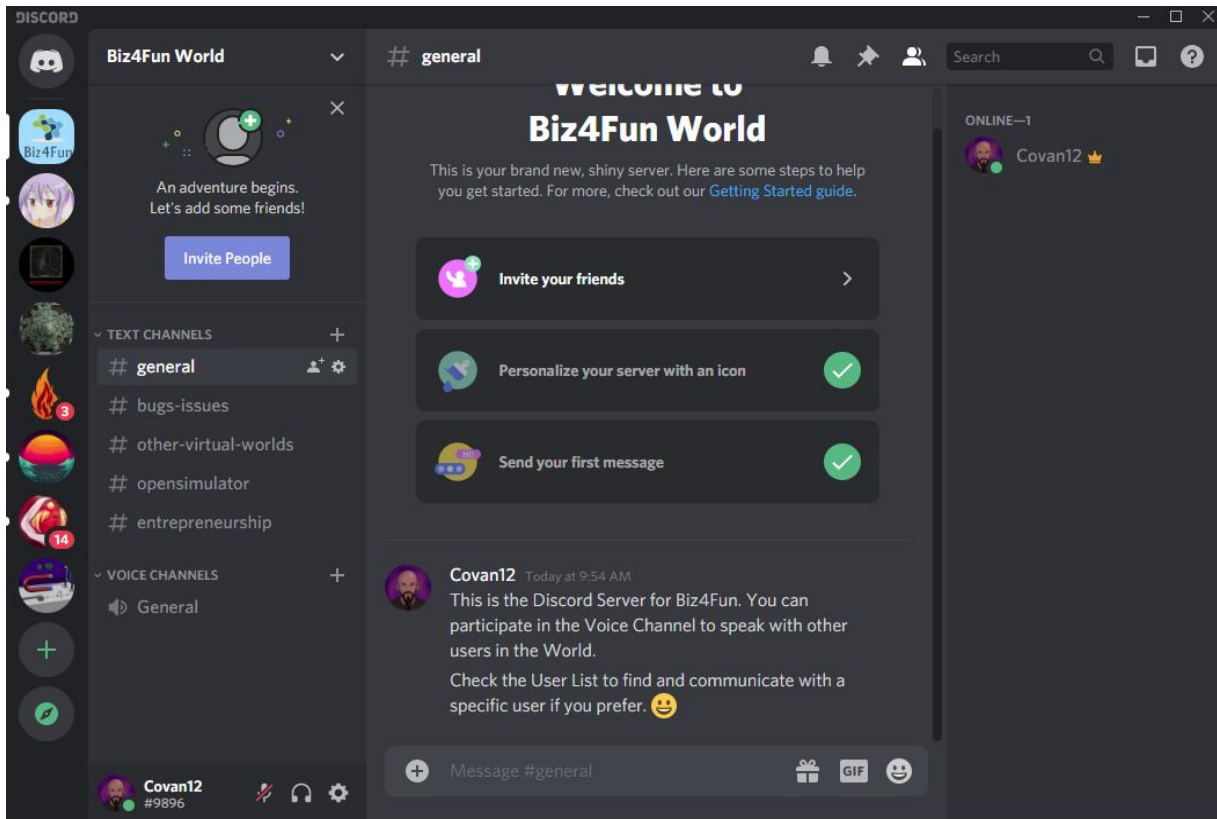 DISCORD
Biz4Fun World
# general
Search
Biz4Fun
3
14
An adventure begins.
Let's add some friends!
Invite People
TEXT CHANNELS
# general
# bugs-issues
# other-virtual-worlds
# opensimulator
# entrepreneurship
VOICE CHANNELS
General
Covan12
#9896
Welcome to
Biz4Fun World
This is your brand new, shiny server. Here are some steps to help
you get started. For more, check out our Getting Started guide.
Invite your friends
Personalize your server with an icon
Send your first message
Covan12 Today at 9:54 AM
This is the Discord Server for Biz4Fun. You can
participate in the Voice Channel to speak with other
users in the World.
Check the User List to find and communicate with a
specific user if you prefer. 😀
Message #general
GIF
ONLINE—1
Covan12